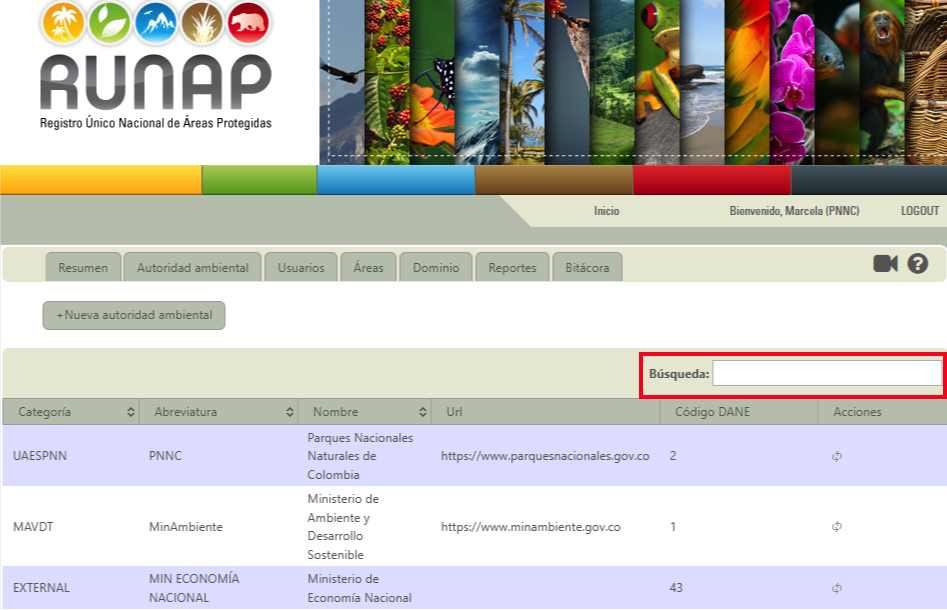 RUNAP
Registro Único Nacional de Áreas Protegidas
Inicio
Bienvenido, Marcela (PNNC)
LOGOUT
Resumen
Autoridad ambiental
Usuarios
Áreas
Dominio
Reportes
Bitácora
+Nueva autoridad ambiental
Búsqueda:
Categoría
Abreviatura
Nombre
Url
Código DANE
Acciones
UAESPNN
PNNC
Parques Nacionales
Naturales de
Colombia
https://www.parquesnacionales.gov.co
2
MAVDT
MinAmbiente
Ministerio de
Ambiente y
Desarrollo
Sostenible
https://www.minambiente.gov.co
1
EXTERNAL
MIN ECONOMÍA
NACIONAL
Ministerio de
Economía Nacional
43